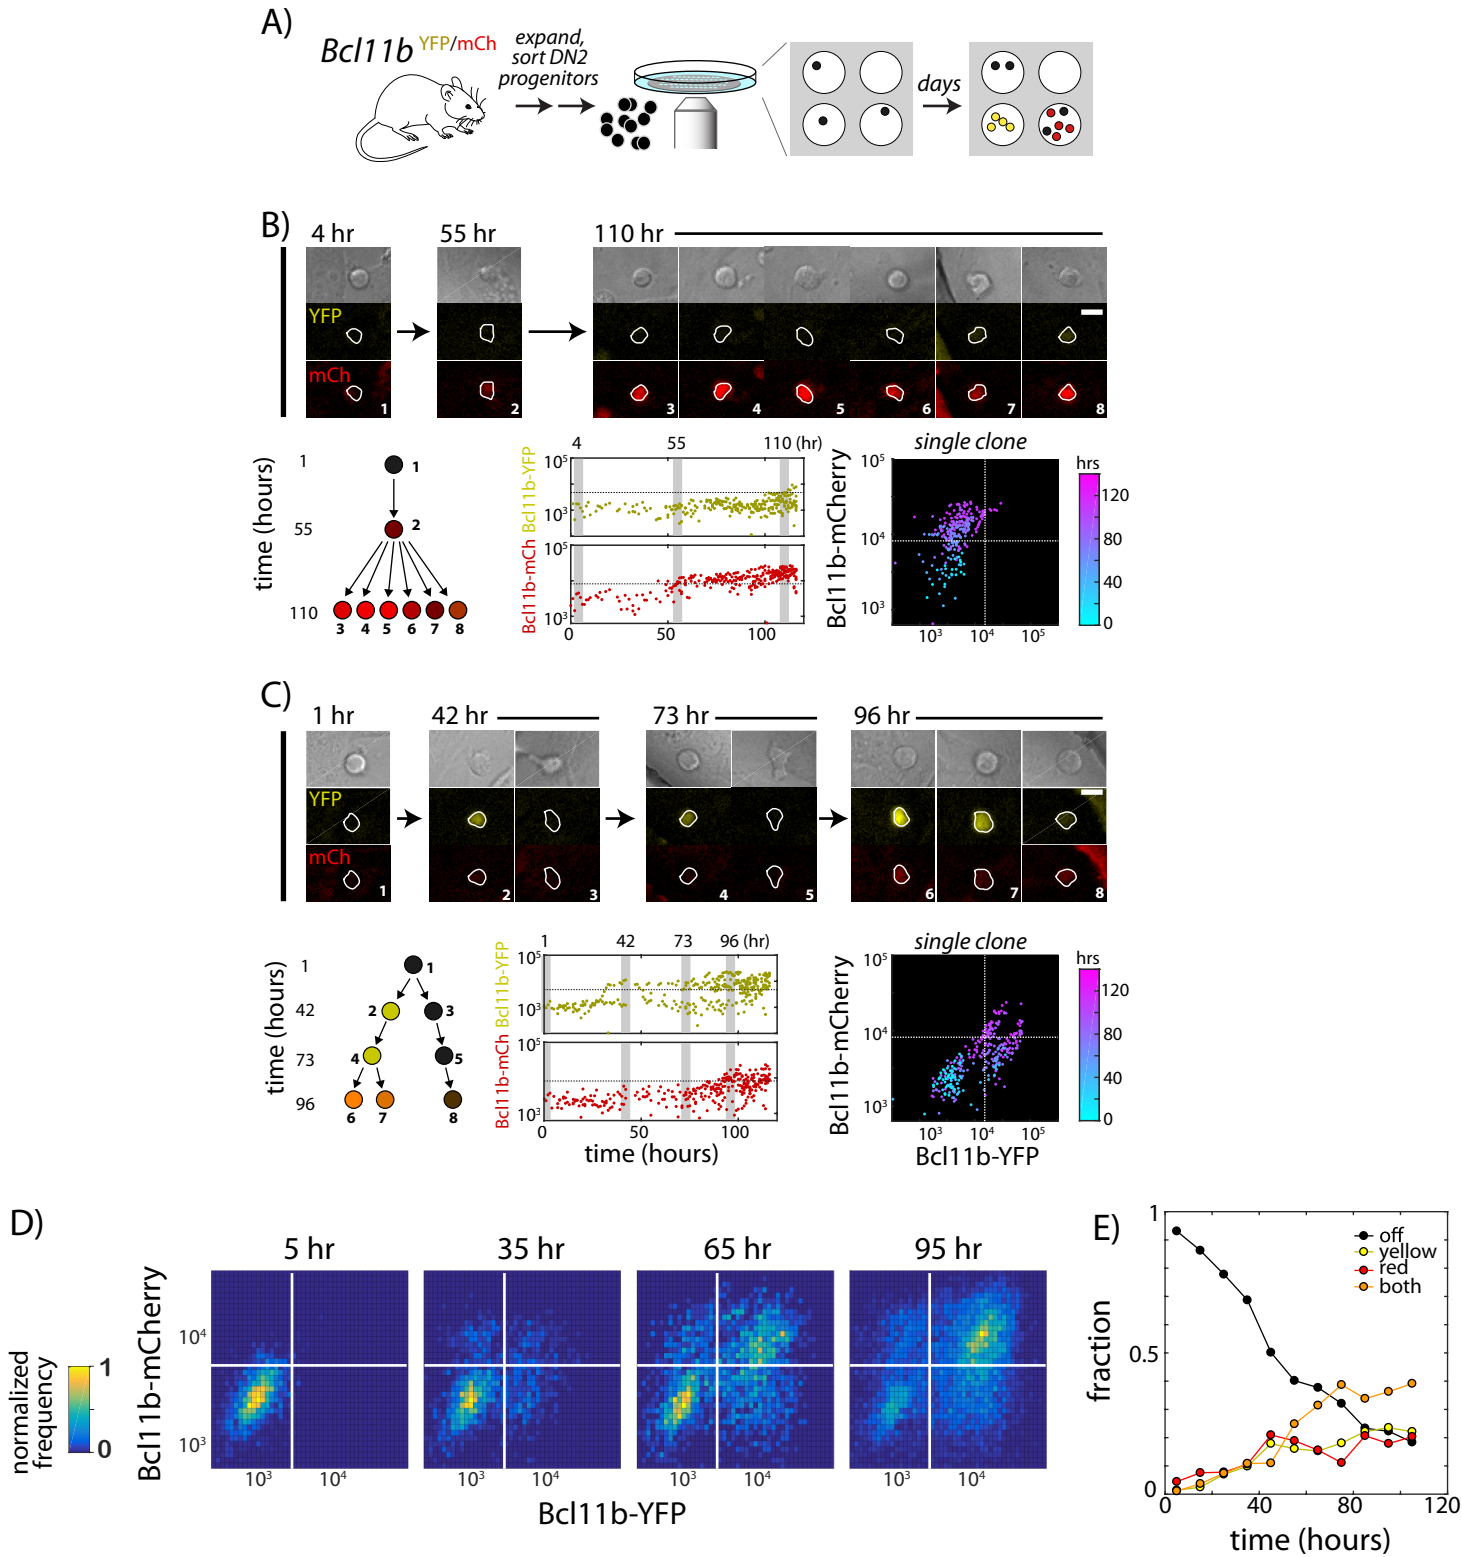 A)
Bcl11b YFP/mCh
expand,
sort DN2
progenitors
days
B)
4 hr 55 hr 110 hr
YFP
mCh
1 2 3 4 5 6 7 8
time (hours)
1 1
55 2
110
3 4 5 6 7 8
4 55 110 (hr)
Bcl11b-YFP
10⁵
10³
Bcl11b-mCh
10⁵
10³
0 50 100
single clone
Bcl11b-mCherry
10⁵
10⁴
10³
10³ 10⁴ 10⁵
hrs
120
80
40
0
C)
1 hr 42 hr 73 hr 96 hr
YFP
mCh
1 2 3 4 5 6 7 8
time (hours)
1 1
42 2 3
73 4 5
96
6 7 8
1 42 73 96 (hr)
Bcl11b-YFP
10⁵
10³
Bcl11b-mCh
10⁵
10³
0 50 100
time (hours)
single clone
Bcl11b-mCherry
10⁵
10⁴
10³
10³ 10⁴ 10⁵
Bcl11b-YFP
hrs
120
80
40
0
D)
5 hr 35 hr 65 hr 95 hr
normalized
frequency
1
0
Bcl11b-mCherry
10⁴
10³
10³ 10⁴ 10³ 10⁴ 10³ 10⁴ 10³ 10⁴
Bcl11b-YFP
E)
fraction
1
0.5
0
off
yellow
red
both
0 40 80 120
time (hours)